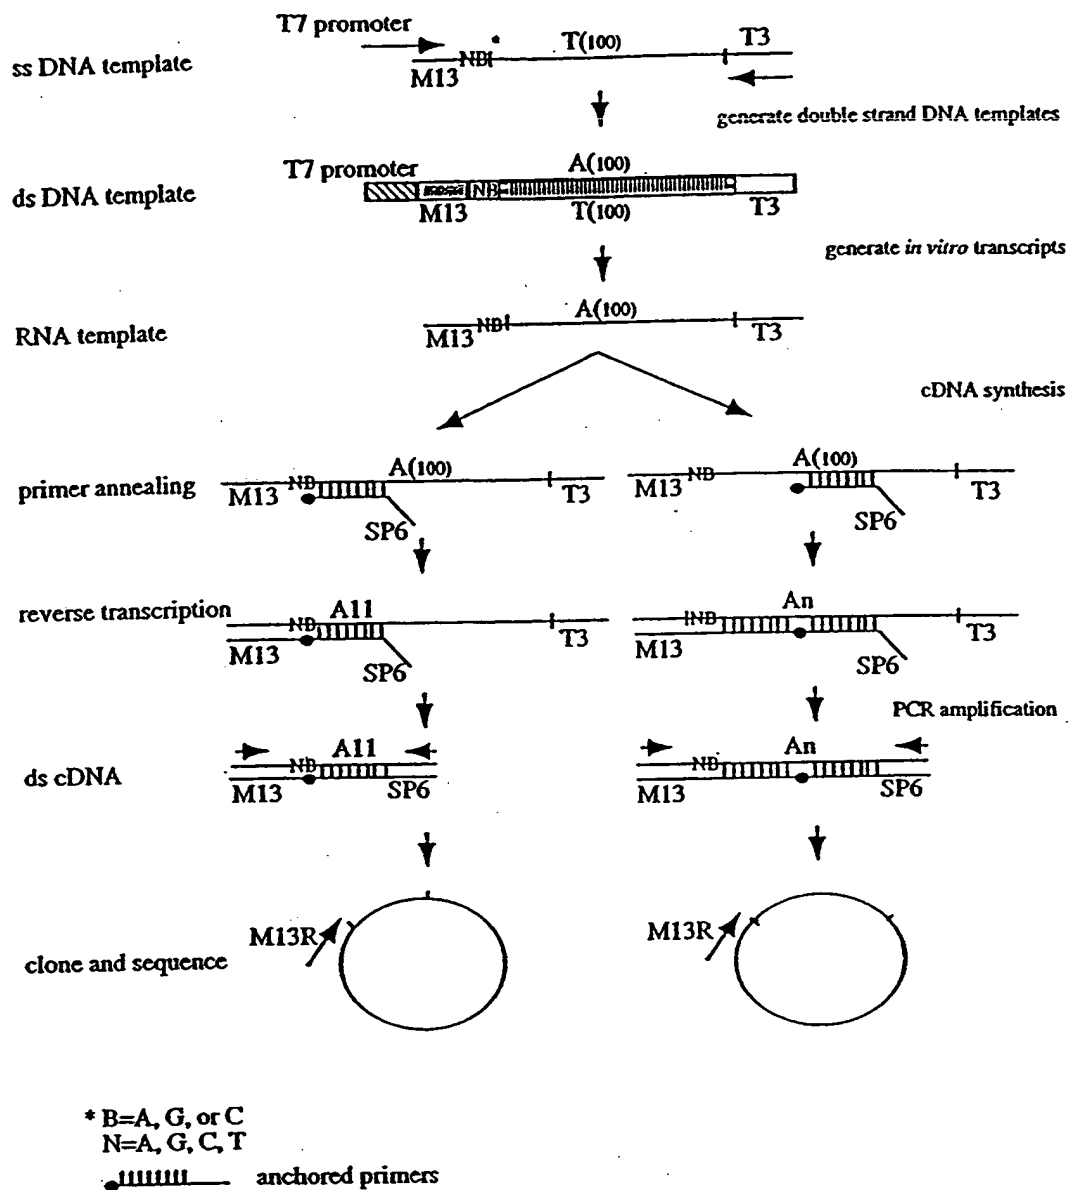 T7 promoter
*
T(100)
T3
ss DNA template
NB
M13
generate double strand DNA templates
T7 promoter
A(100)
ds DNA template
NB
M13
T(100)
T3
generate in vitro transcripts
A(100)
RNA template
NB
M13
T3
cDNA synthesis
A(100)
A(100)
primer annealing
NB
NB
M13
T3
M13
T3
SP6
SP6
reverse transcription
A11
An
NB
NB
M13
T3
M13
T3
SP6
SP6
PCR amplification
A11
An
ds cDNA
NB
NB
M13
SP6
M13
SP6
M13R
M13R
clone and sequence
* B=A, G, or C
N=A, G, C, T
anchored primers